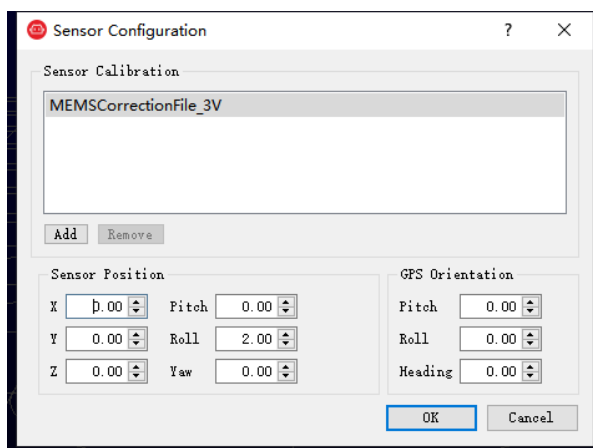 Sensor Configuration ? ×
Sensor Calibration
MEMSCorrectionFile_3V
Add Remove
Sensor Position
X 0.00 Pitch 0.00
Y 0.00 Roll 2.00
Z 0.00 Yaw 0.00
GPS Orientation
Pitch 0.00
Roll 0.00
Heading 0.00
OK Cancel